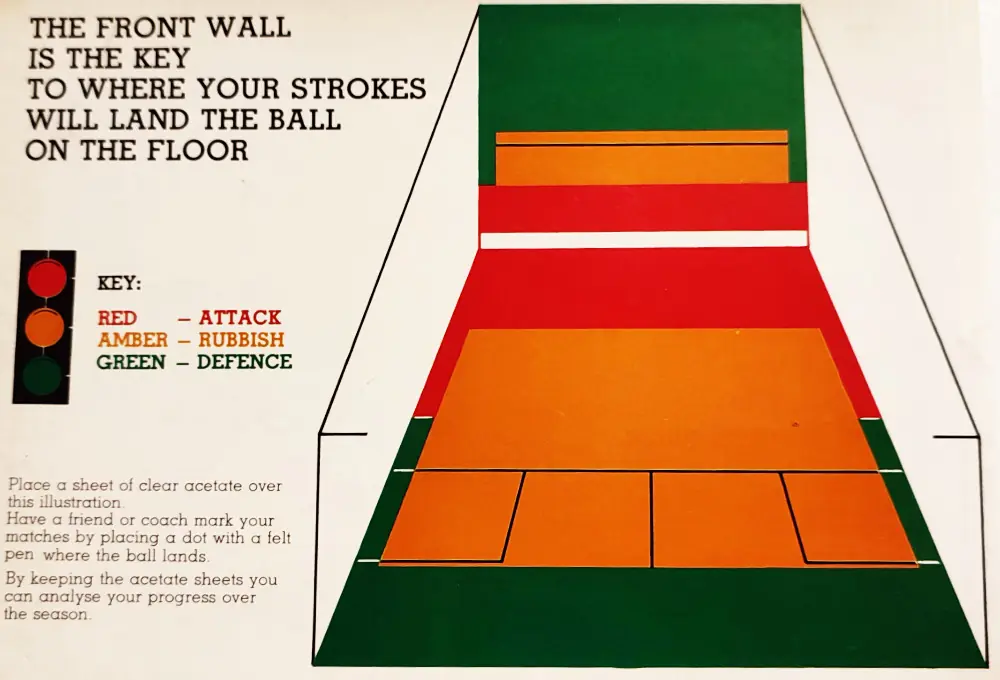 THE FRONT WALL
IS THE KEY
TO WHERE YOUR STROKES
WILL LAND THE BALL
ON THE FLOOR
KEY:
RED – ATTACK
AMBER – RUBBISH
GREEN – DEFENCE
Place a sheet of clear acetate over
this illustration.
Have a friend or coach mark your
matches by placing a dot with a felt
pen where the ball lands.
By keeping the acetate sheets you
can analyse your progress over
the season.